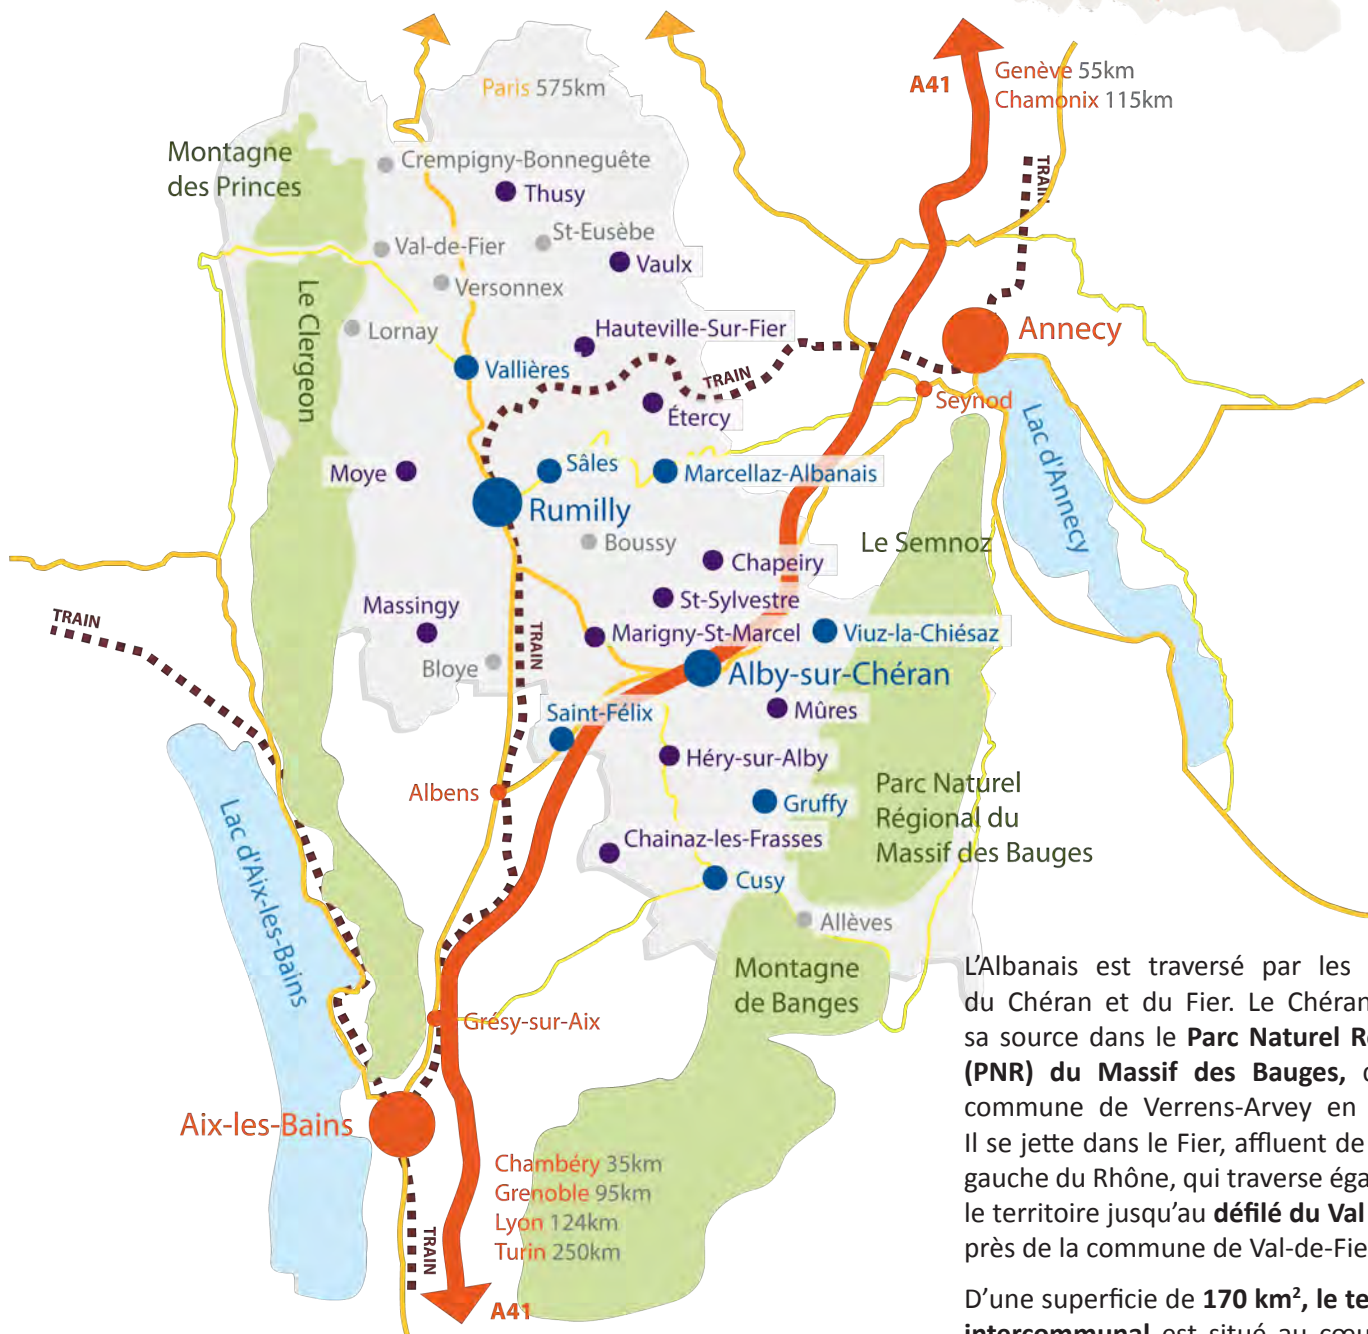 Paris 575km
A41
Genève 55km
Chamonix 115km
TRAIN
Montagne
des Princes
Crempigny-Bonneguête
Thusy
St-Eusèbe
Val-de-Fier
Vaulx
Versonnex
Le Clergeon
Lornay
Hauteville-Sur-Fier
Annecy
Vallières
TRAIN
Seynod
Étercy
Lac d'Annecy
Moye
Sâles
Marcellaz-Albanais
Rumilly
Boussy
Le Semnoz
Chapeiry
St-Sylvestre
Massingy
TRAIN
Marigny-St-Marcel
Viuz-la-Chiésaz
TRAIN
Bloye
Alby-sur-Chéran
Saint-Félix
Mûres
Héry-sur-Alby
Albens
Gruffy
Parc Naturel
Régional du
Massif des Bauges
Lac d'Aix-les-Bains
Chainaz-les-Frasses
Cusy
Allèves
Montagne
de Banges
Grésy-sur-Aix
Aix-les-Bains
Chambéry 35km
Grenoble 95km
Lyon 124km
Turin 250km
TRAIN
A41
L'Albanais est traversé par les
du Chéran et du Fier. Le Chéran
sa source dans le Parc Naturel
(PNR) du Massif des Bauges,
commune de Verrens-Arvey en
Il se jette dans le Fier, affluent de
gauche du Rhône, qui traverse
le territoire jusqu'au défilé du Val
près de la commune de Val-de-Fie
D'une superficie de 170 km², le
intercommunal est situé au cœu